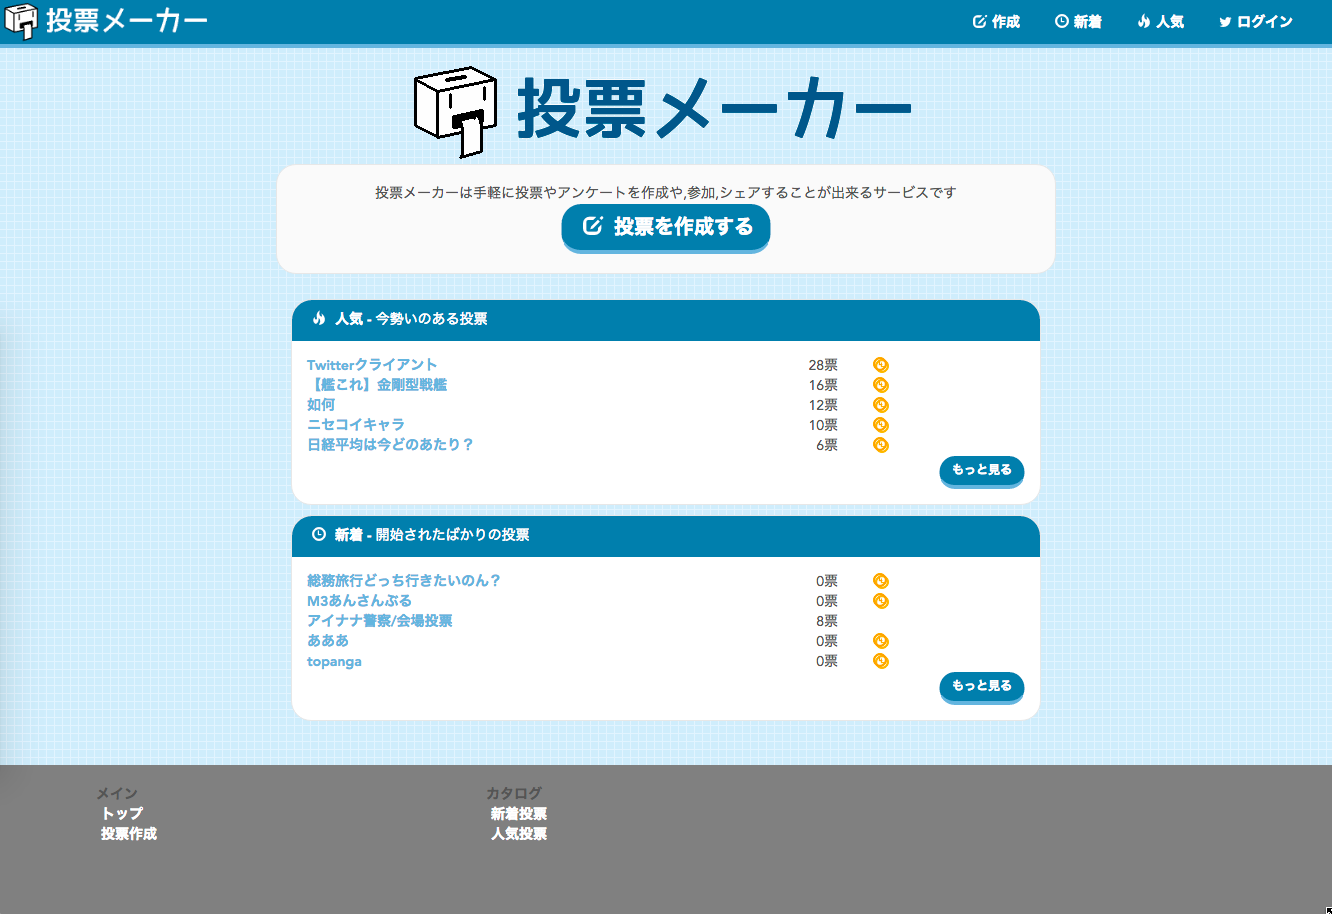 投票メーカー
作成 新着 人気 ログイン
投票メーカー
投票メーカーは手軽に投票やアンケートを作成や,参加,シェアすることが出来るサービスです
投票を作成する
人気 - 今勢いのある投票
Twitterクライアント 28票
【艦これ】金剛型戦艦 16票
如何 12票
ニセコイキャラ 10票
日経平均は今どのあたり？ 6票
もっと見る
新着 - 開始されたばかりの投票
総務旅行どっち行きたいのん？ 0票
M3あんさんぶる 0票
アイナナ警察/会場投票 8票
あああ 0票
topanga 0票
もっと見る
メイン カタログ
トップ 新着投票
投票作成 人気投票